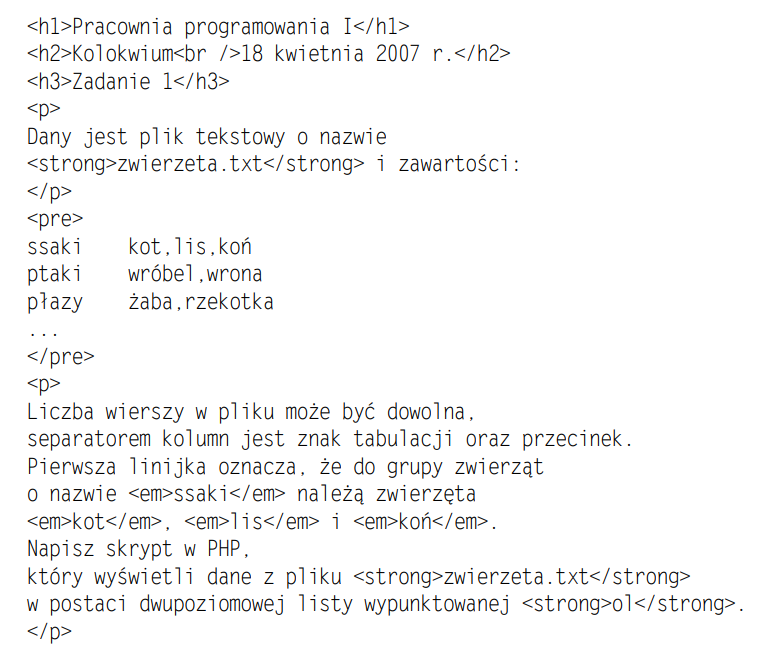 <h1>Pracownia programowania I</h1>
<h2>Kolokwium<br />18 kwietnia 2007 r.</h2>
<h3>Zadanie 1</h3>
<p>
Dany jest plik tekstowy o nazwie
<strong>zwierzeta.txt</strong> i zawartości:
</p>
<pre>
ssaki    kot,lis,koń
ptaki    wróbel,wrona
płazy    żaba,rzekotka
...
</pre>
<p>
Liczba wierszy w pliku może być dowolna,
separatorem kolumn jest znak tabulacji oraz przecinek.
Pierwsza linijka oznacza, że do grupy zwierząt
o nazwie <em>ssaki</em> należą zwierzęta
<em>kot</em>, <em>lis</em> i <em>koń</em>.
Napisz skrypt w PHP,
który wyświetli dane z pliku <strong>zwierzeta.txt</strong>
w postaci dwupoziomowej listy wypunktowanej <strong>ol</strong>.
</p>